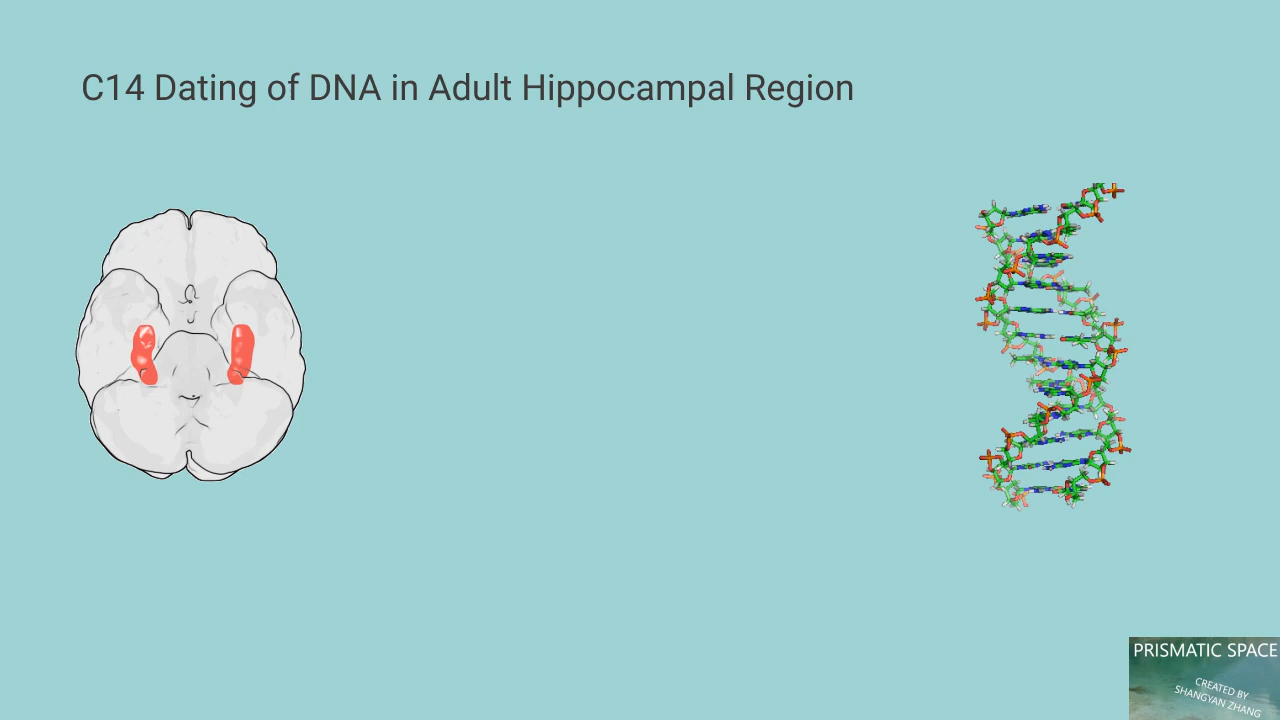 C14 Dating of DNA in Adult Hippocampal Region
PRISMATIC SPACE
CREATED BY
SHANGYAN ZHANG